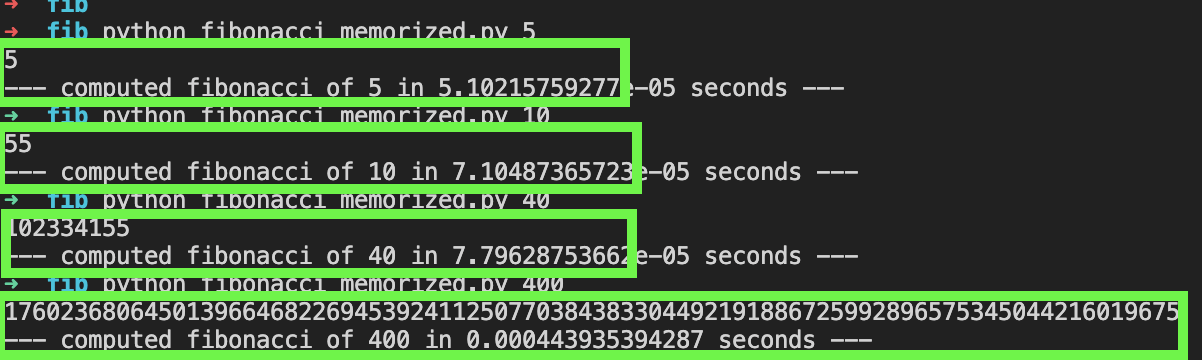 → fib
→ fib python fibonacci_memorized.py 5
5
--- computed fibonacci of 5 in 5.10215759277e-05 seconds ---
→ fib python fibonacci_memorized.py 10
55
--- computed fibonacci of 10 in 7.10487365723e-05 seconds ---
→ fib python fibonacci_memorized.py 40
102334155
--- computed fibonacci of 40 in 7.79628753662e-05 seconds ---
→ fib python fibonacci_memorized.py 400
176023680645013966468226945392411250770384383304492191886725992896575345044216019675
--- computed fibonacci of 400 in 0.000443935394287 seconds ---